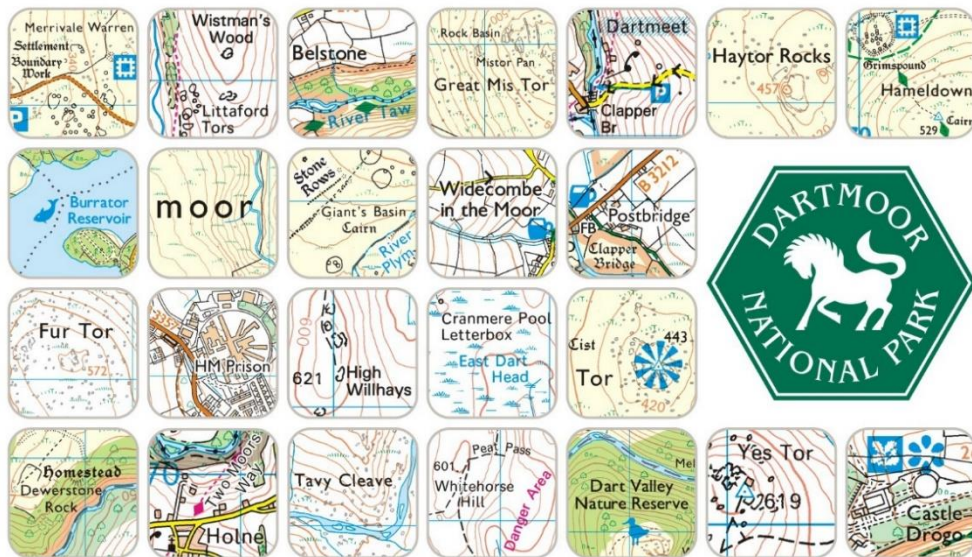 Merrivale Warren
Settlement
Boundary
Work
Wistman's
Wood
Littaford
Tors
Belstone
River Taw
Rock Basin
600
Mistor Pan
Great Mis Tor
Dartmeet
P
Clapper
Br
Haytor Rocks
457
Grimspound
Hameldown
Cairn
529
P
Burrator
Reservoir
moor
Stone
Rows
Giant's Basin
Cairn
River
Plym
Widecombe
in the Moor
B 3212
Postbridge
FB
Clapper
Bridge
DARTMOOR
NATIONAL PARK
Fur Tor
572
HM Prison
600
621
High
Willhays
Cranmere Pool
Letterbox
East Dart
Head
Cist
443
Tor
420
Homestead
Dewerstone
Rock
Two Moors
Way
Holne
Tavy Cleave
Peat Pass
601
Whitehorse
Hill
Danger Area
Mel
Dart Valley
Nature Reserve
Yes Tor
619
Castle
Drogo